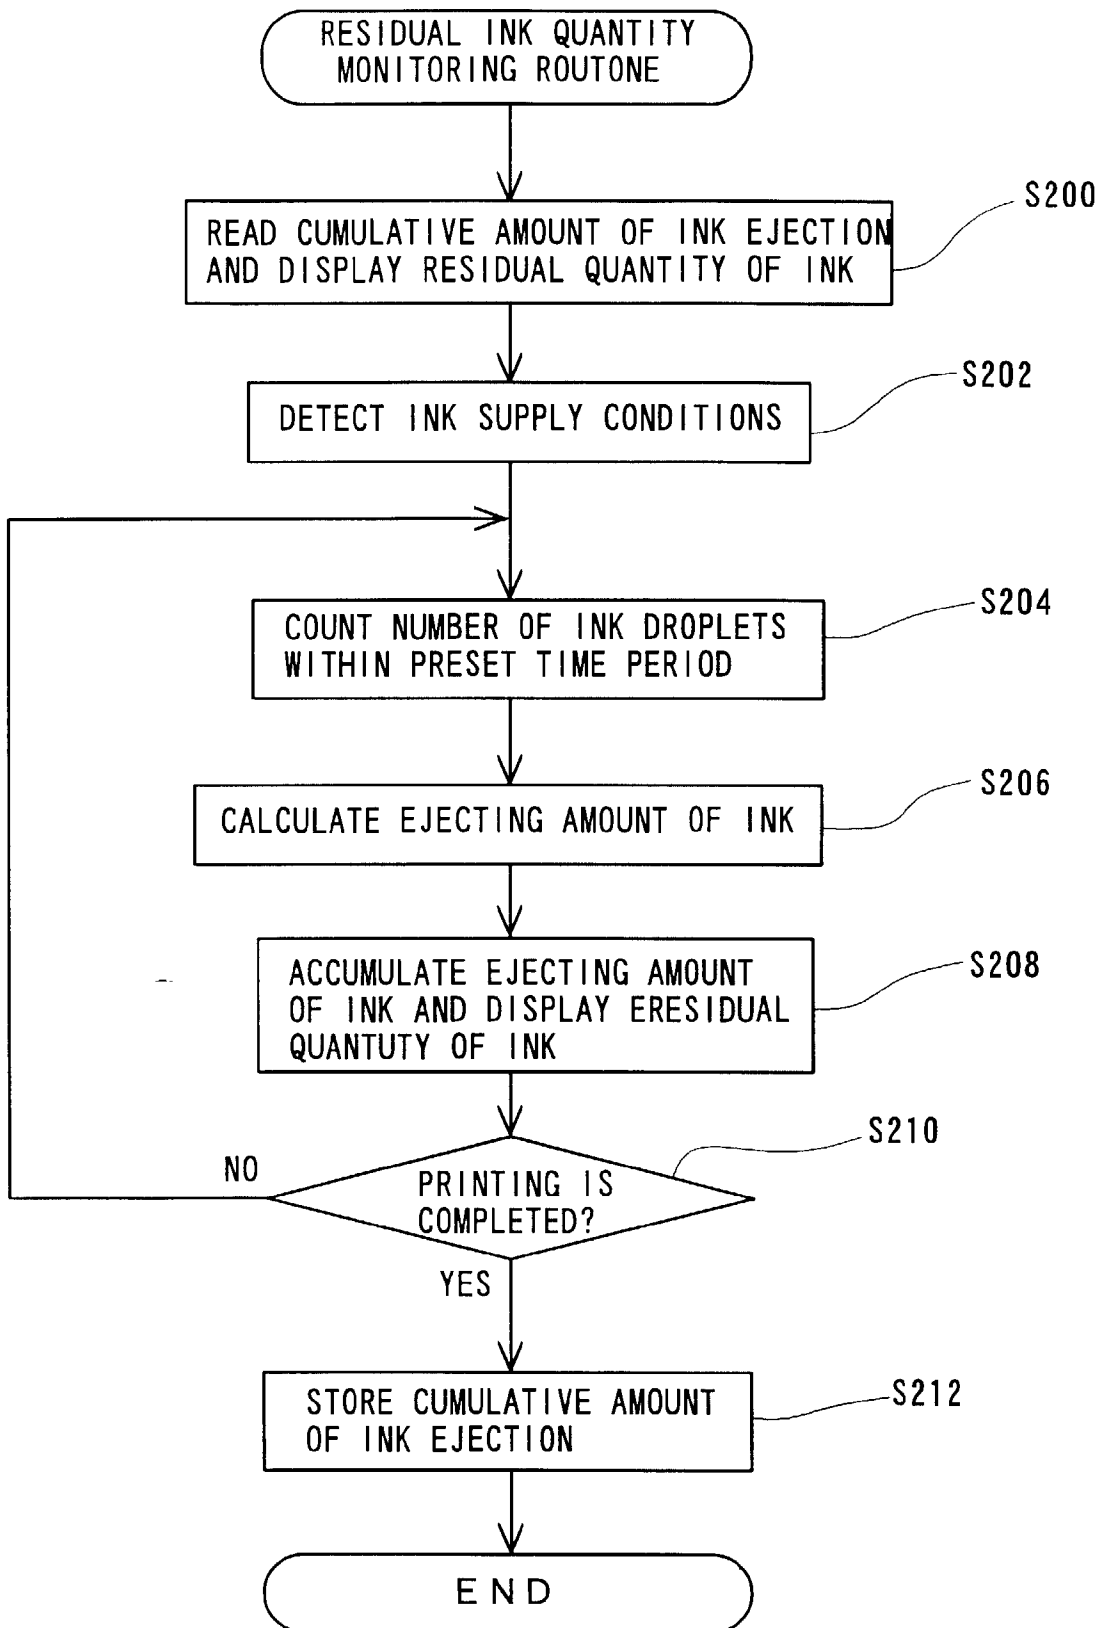 RESIDUAL INK QUANTITY
MONITORING ROUTONE
S200
READ CUMULATIVE AMOUNT OF INK EJECTION
AND DISPLAY RESIDUAL QUANTITY OF INK
S202
DETECT INK SUPPLY CONDITIONS
S204
COUNT NUMBER OF INK DROPLETS
WITHIN PRESET TIME PERIOD
S206
CALCULATE EJECTING AMOUNT OF INK
S208
ACCUMULATE EJECTING AMOUNT
OF INK AND DISPLAY ERESIDUAL
QUANTUTY OF INK
S210
NO
PRINTING IS
COMPLETED?
YES
S212
STORE CUMULATIVE AMOUNT
OF INK EJECTION
END